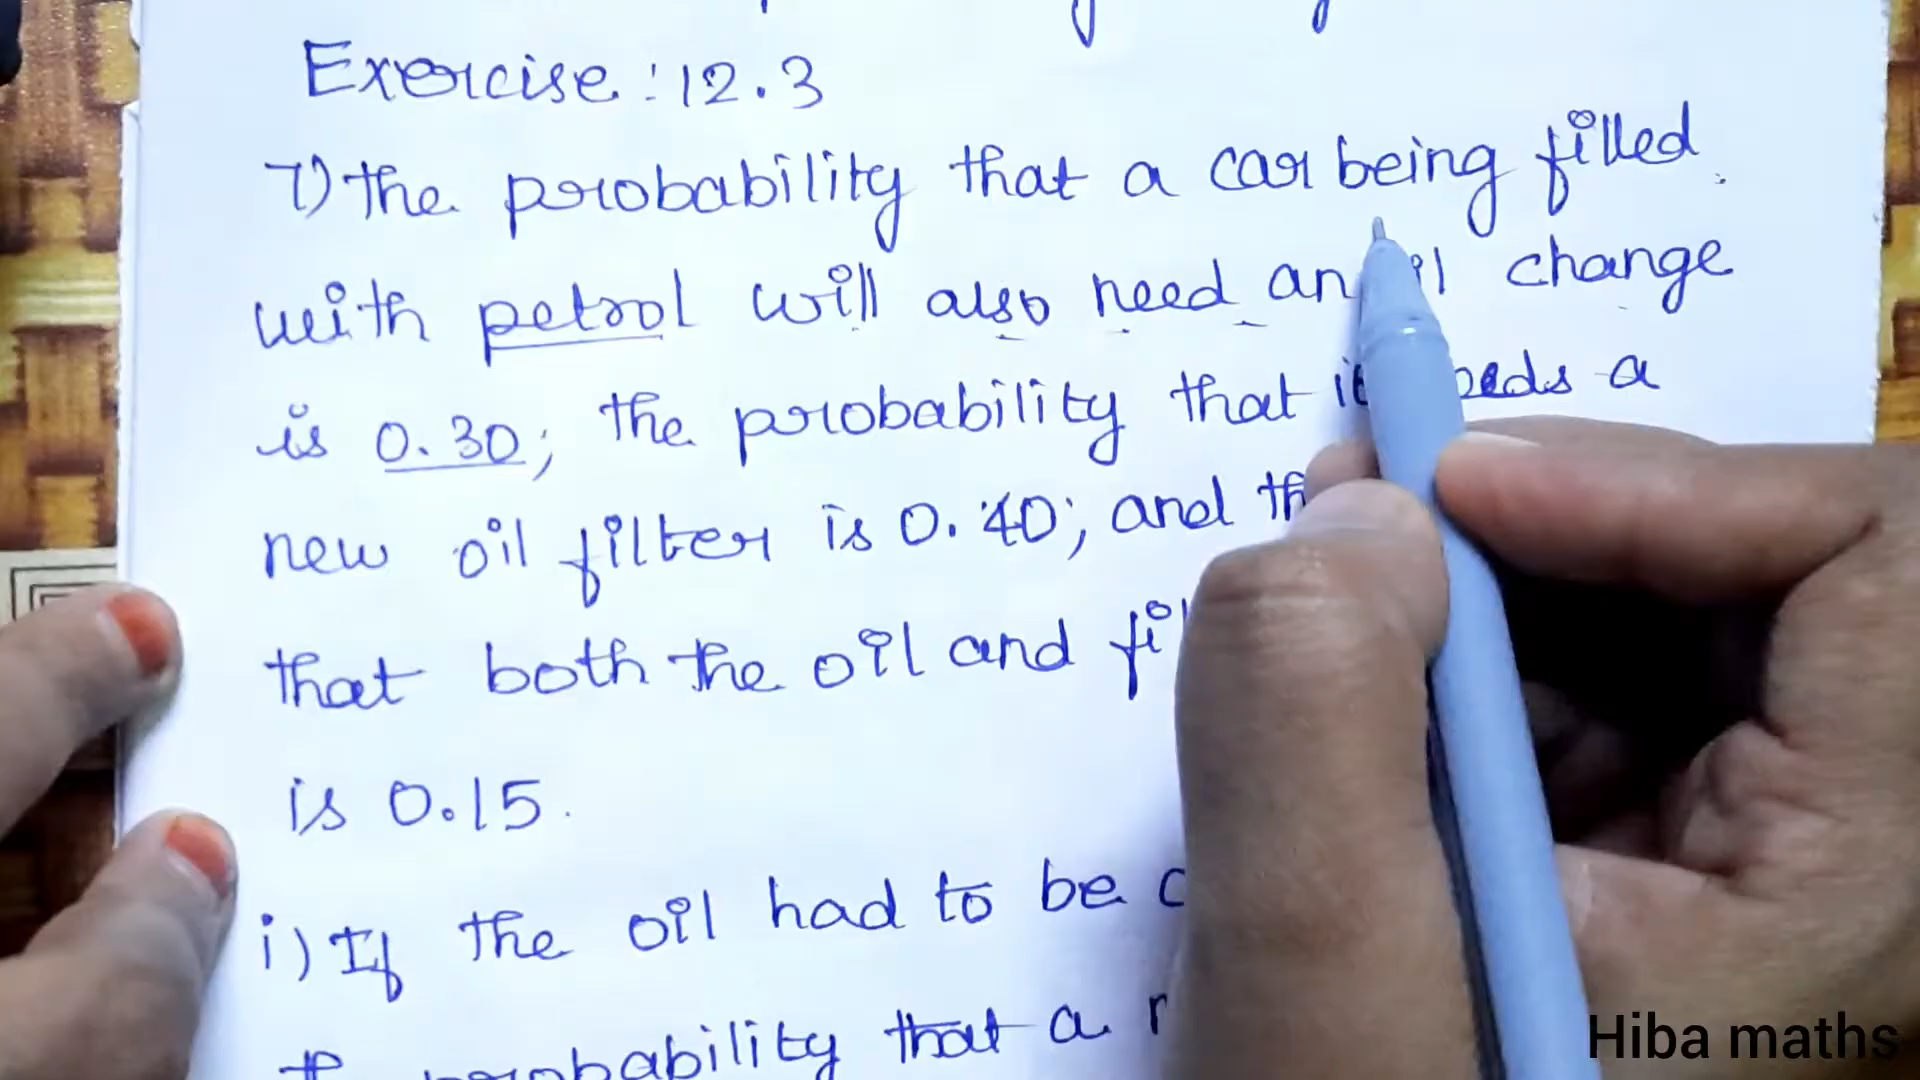 Exercise : 12.3
7) the probability that a car being filled
with petrol will also need an change
is 0.30; the probability that a
new oil filter is 0.40; and
that both the oil and
is 0.15.
i) If the oil had to be
probability that a
Hiba maths